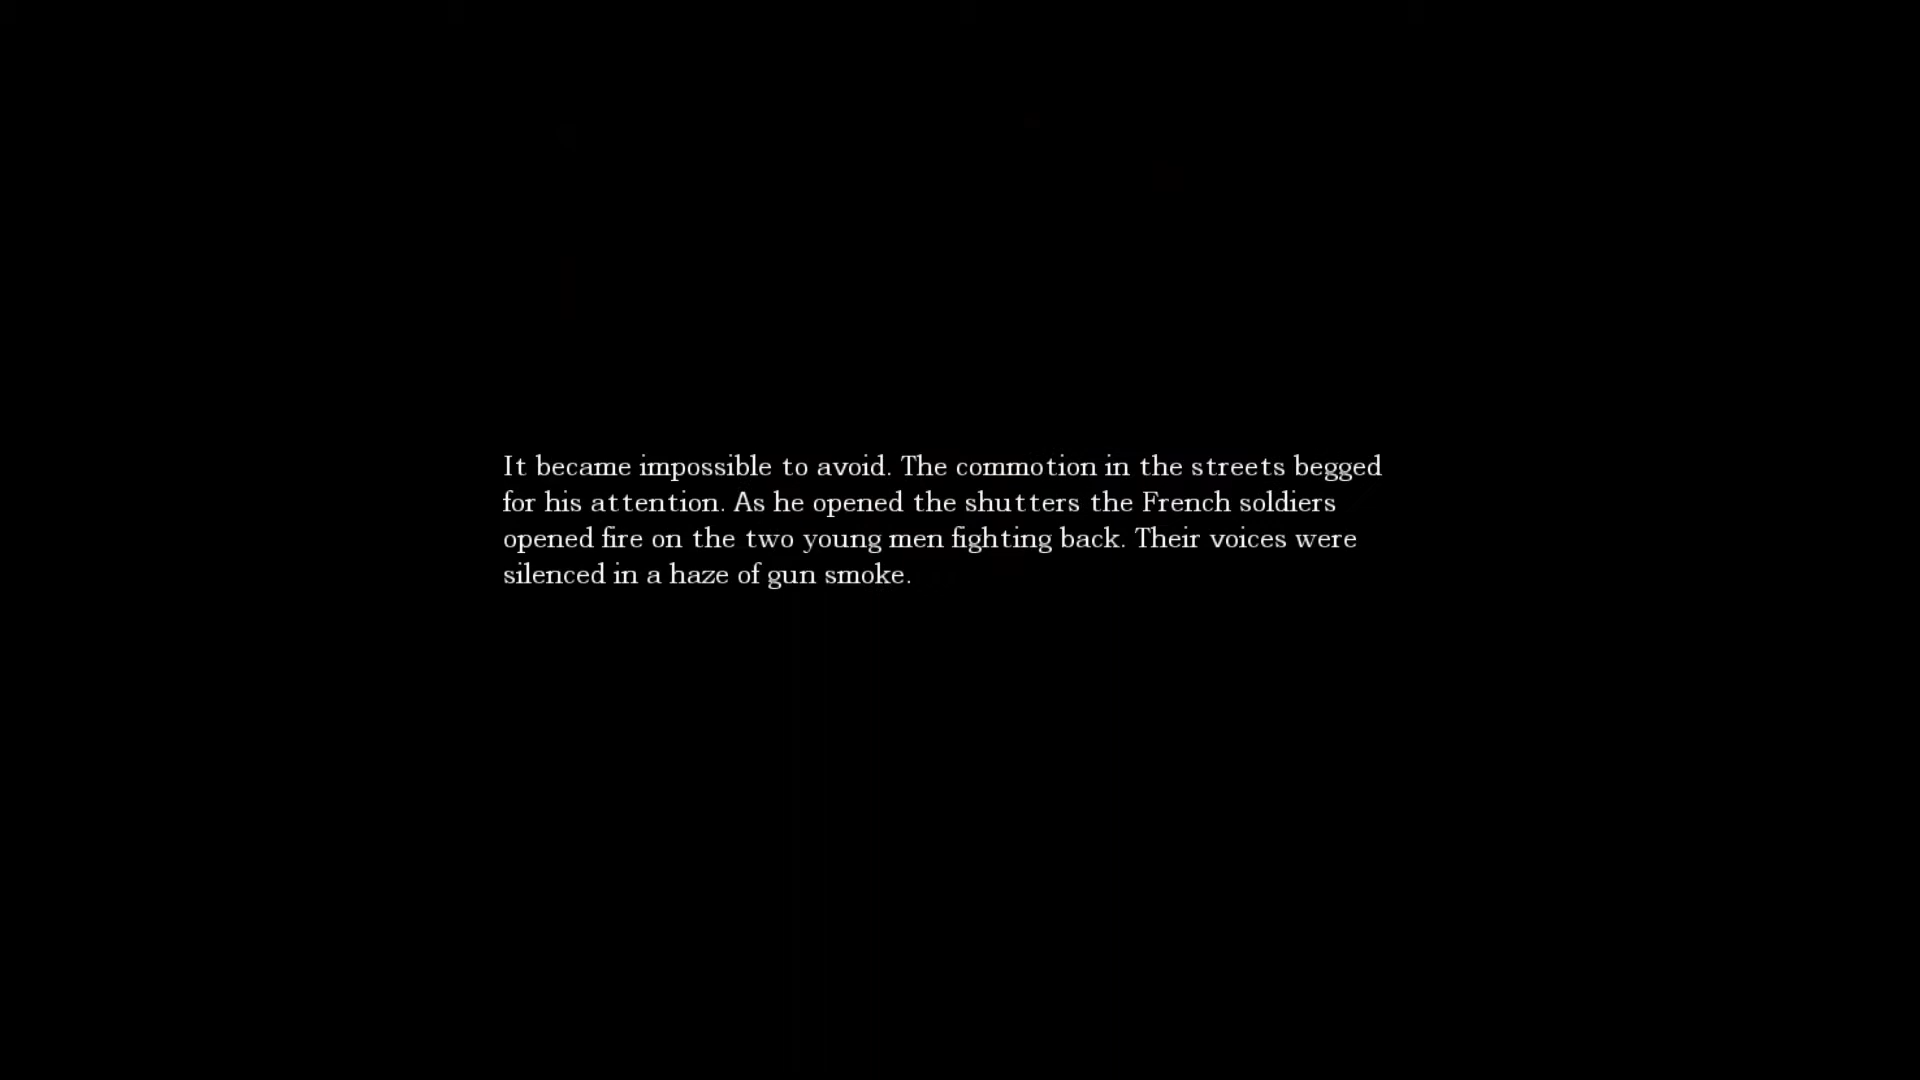 It became impossible to avoid. The commotion in the streets begged
for his attention. As he opened the shutters the French soldiers
opened fire on the two young men fighting back. Their voices were
silenced in a haze of gun smoke.